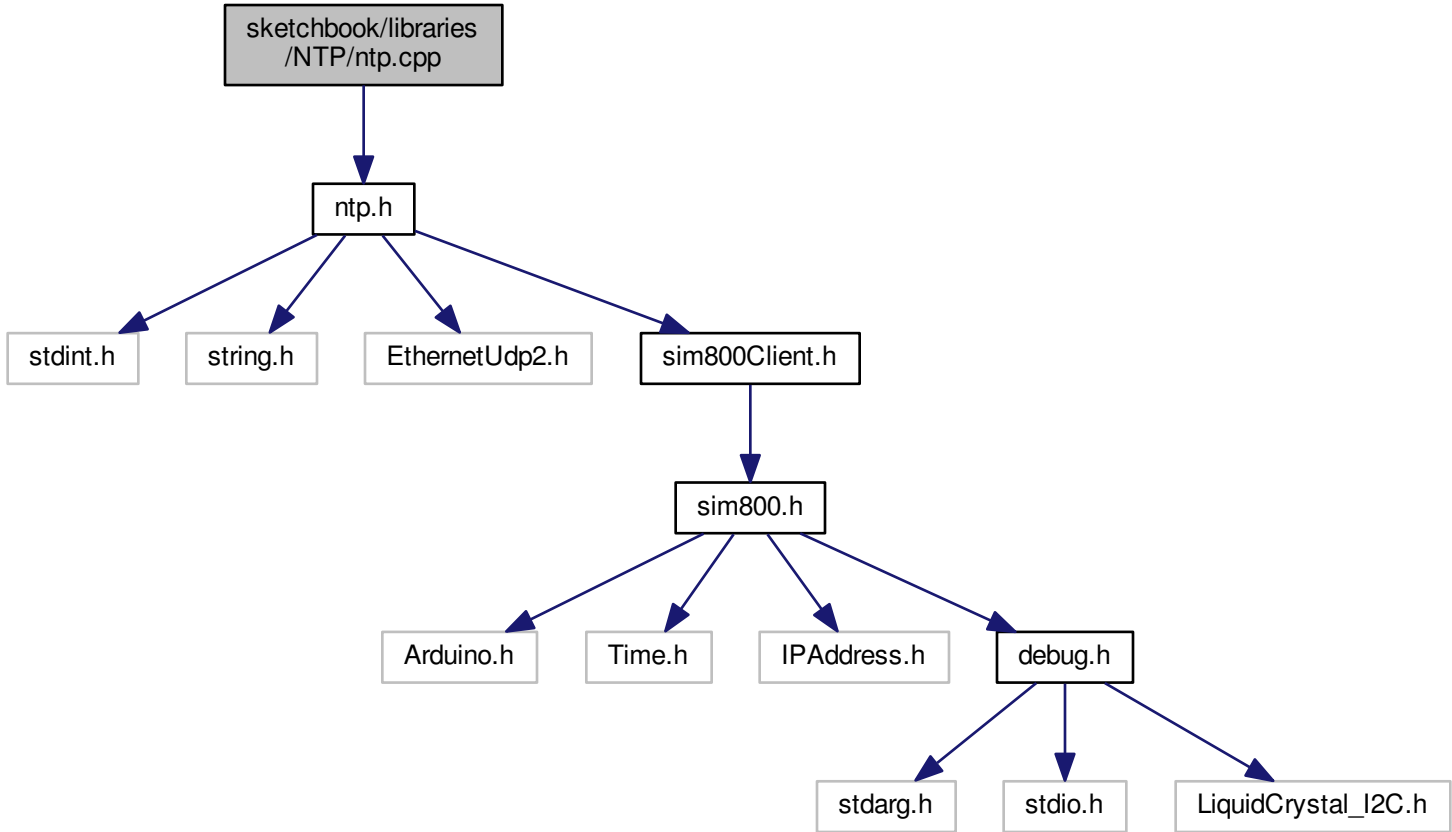 sketchbook/libraries
/NTP/ntp.cpp
ntp.h
stdint.h
string.h
EthernetUdp2.h
sim800Client.h
sim800.h
Arduino.h
Time.h
IPAddress.h
debug.h
stdarg.h
stdio.h
LiquidCrystal_I2C.h